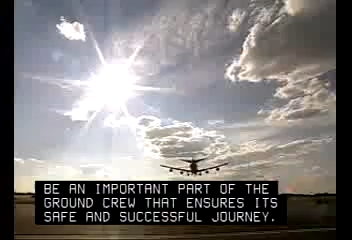 BE AN IMPORTANT PART OF THE
GROUND CREW THAT ENSURES ITS
SAFE AND SUCCESSFUL JOURNEY.